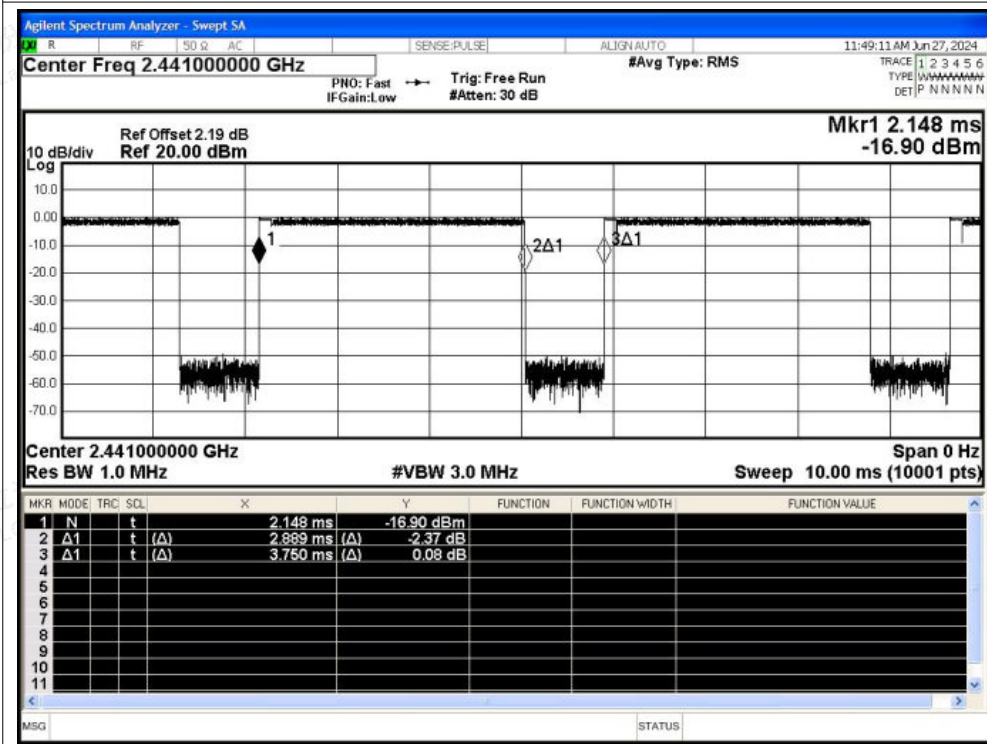 Agilent Spectrum Analyzer - Swept SA
LXI R RF 50 Ω AC SENSE:PULSE ALIGN AUTO 11:49:11 AM Jun 27, 2024
Center Freq 2.441000000 GHz #Avg Type: RMS TRACE 1 2 3 4 5 6
PNO: Fast Trig: Free Run TYPE W
IFGain:Low #Atten: 30 dB DET P N N N N N
Mkr1 2.148 ms
Ref Offset 2.19 dB
10 dB/div Ref 20.00 dBm -16.90 dBm
Log
10.0
0.00
-10.0 1 2Δ1 3Δ1
-20.0
-30.0
-40.0
-50.0
-60.0
-70.0
Center 2.441000000 GHz Span 0 Hz
Res BW 1.0 MHz #VBW 3.0 MHz Sweep 10.00 ms (10001 pts)
MKR MODE TRC SCL X Y FUNCTION FUNCTION WIDTH FUNCTION VALUE
1 N t 2.148 ms -16.90 dBm
2 Δ1 t (Δ) 2.889 ms (Δ) -2.37 dB
3 Δ1 t (Δ) 3.750 ms (Δ) 0.08 dB
4
5
6
7
8
9
10
11
MSG STATUS